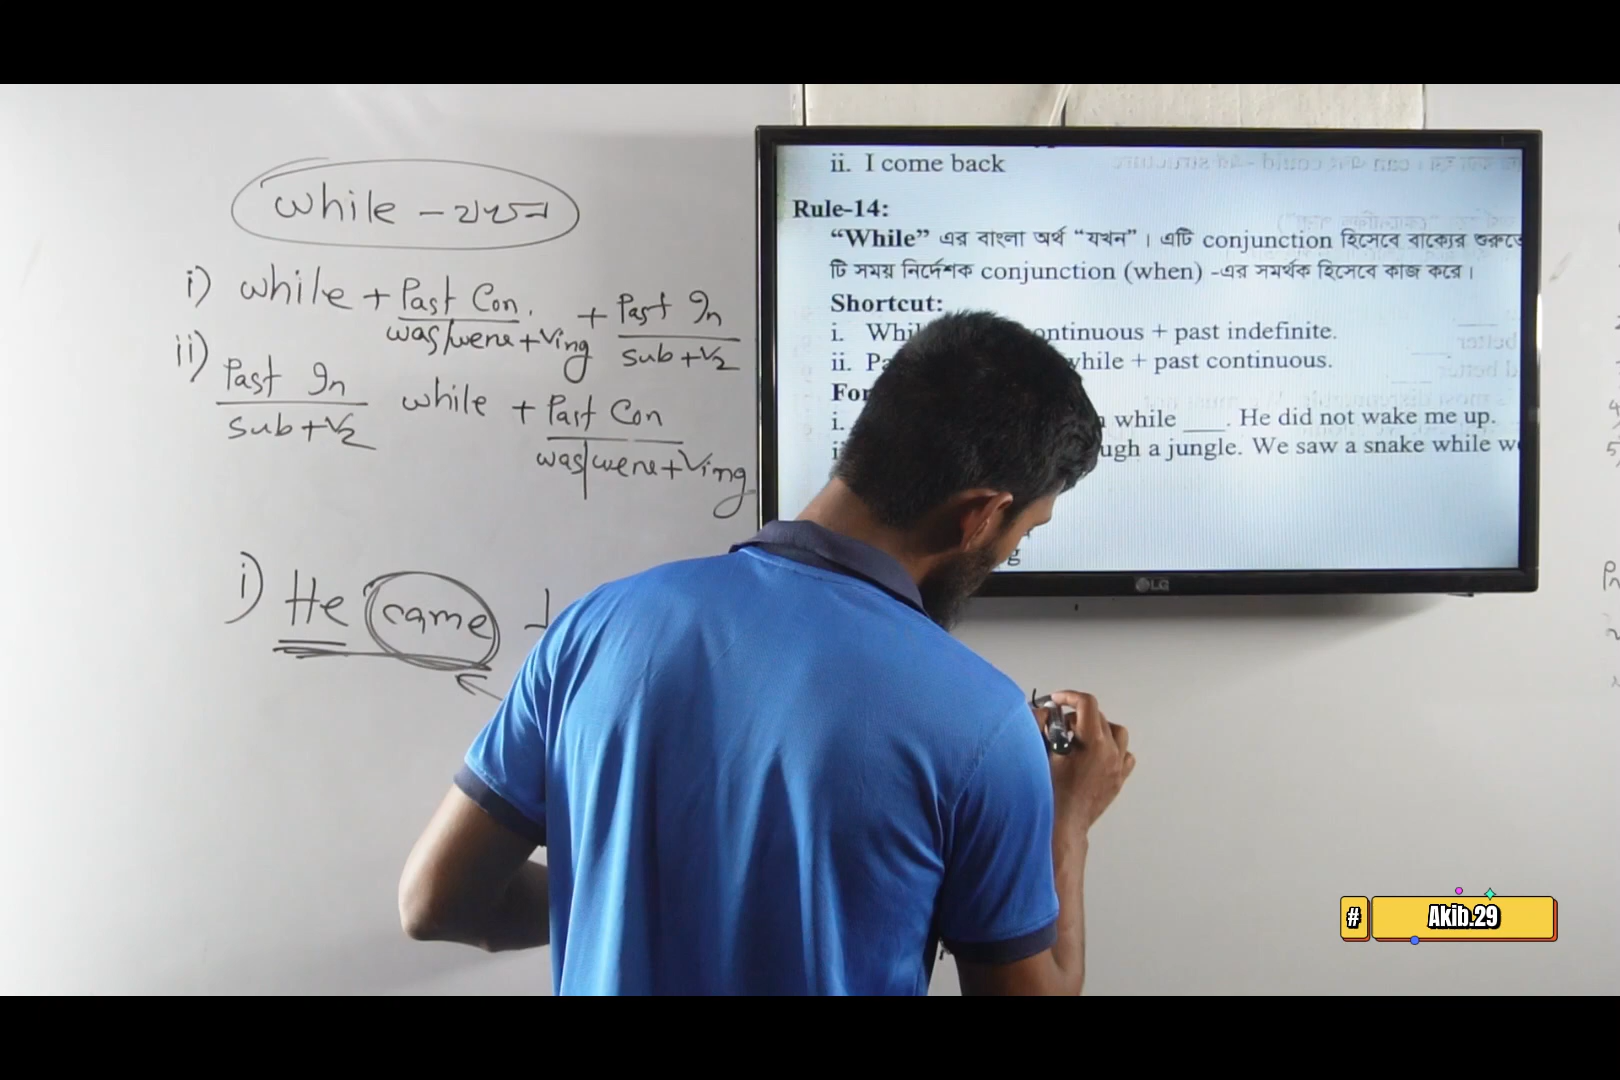 while - যখন
i) while + Past Con. + Past In
was/were + Ving sub + V2
ii) Past In while + Past Con
sub + V2 was/were + Ving
i) He came
ii. I come back
Rule-14:
“While” এর বাংলা অর্থ “যখন”। এটি conjunction হিসেবে বাক্যের
টি সময় নির্দেশক conjunction (when) -এর সমর্থক হিসেবে কাজ করে।
Shortcut:
i. ontinuous + past indefinite.
ii. while + past continuous.
i. while ___. He did not wake me up.
ugh a jungle. We saw a snake while
LG
# Akib.29